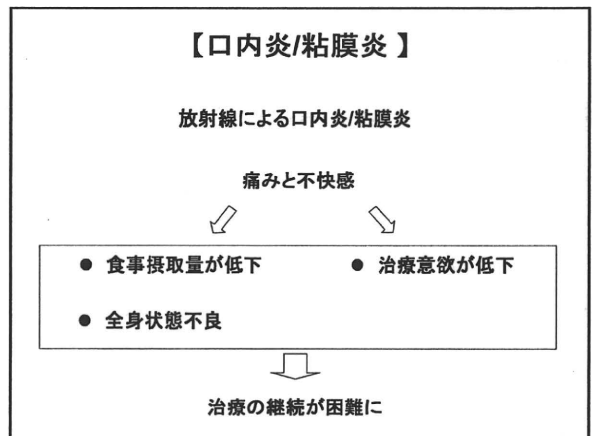 【口内炎/粘膜炎】
放射線による口内炎/粘膜炎
痛みと不快感
● 食事摂取量が低下 ● 治療意欲が低下
● 全身状態不良
治療の継続が困難に